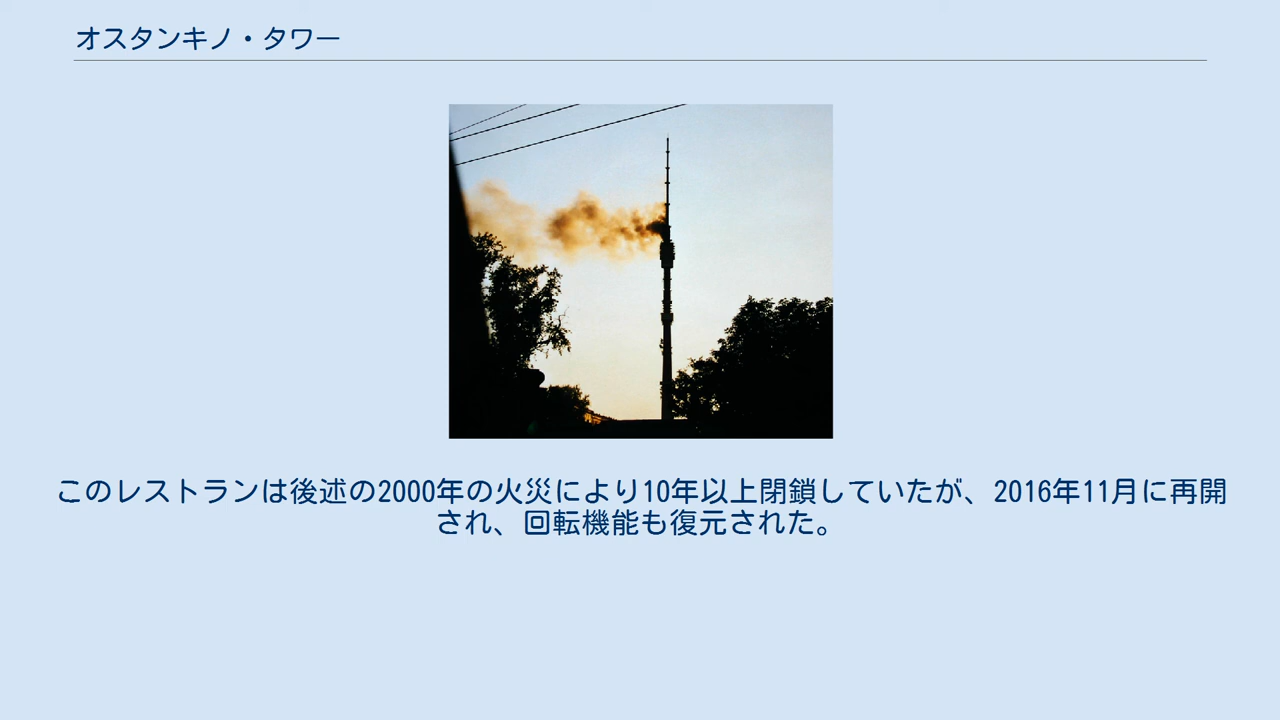 オスタンキノ・タワー
このレストランは後述の2000年の火災により10年以上閉鎖していたが、2016年11月に再開
され、回転機能も復元された。